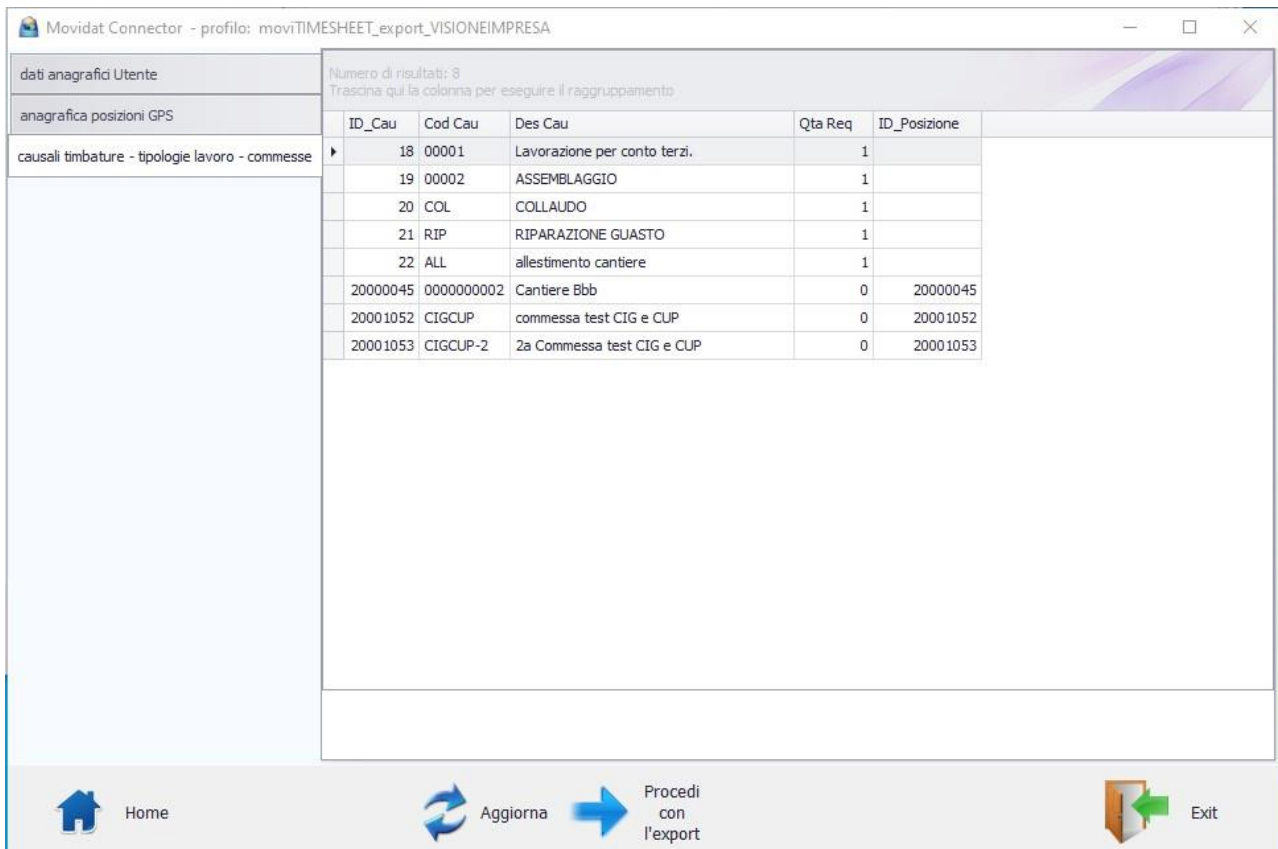 Movidat Connector - profilo: moviTIMESHEET_export_VISIONEIMPRESA
dati anagrafici Utente
anagrafica posizioni GPS
causali timbature - tipologie lavoro - commesse
Numero di risultati: 8
Trascina qui la colonna per eseguire il raggruppamento
ID_Cau Cod Cau Des Cau Qta Req ID_Posizione
18 00001 Lavorazione per conto terzi. 1
19 00002 ASSEMBLAGGIO 1
20 COL COLLAUDO 1
21 RIP RIPARAZIONE GUASTO 1
22 ALL allestimento cantiere 1
20000045 0000000002 Cantiere Bbb 0 20000045
20001052 CIGCUP commessa test CIG e CUP 0 20001052
20001053 CIGCUP-2 2a Commessa test CIG e CUP 0 20001053
Home
Aggiorna
Procedi
con
l'export
Exit